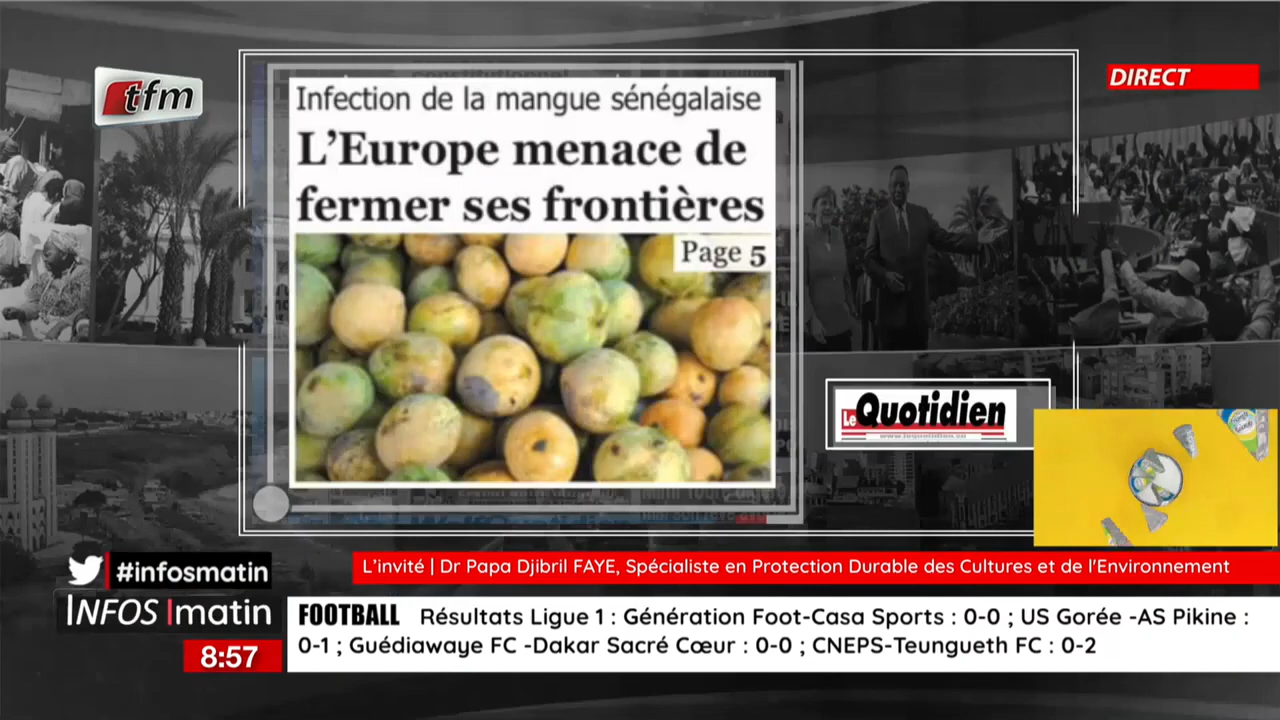 tfm
DIRECT
Infection de la mangue sénégalaise
L'Europe menace de
fermer ses frontières
Page 5
Le Quotidien
www.lequotidien.sn
#infosmatin
L'invité | Dr Papa Djibril FAYE, Spécialiste en Protection Durable des Cultures et de l'Environnement
INFOS matin
8:57
FOOTBALL Résultats Ligue 1 : Génération Foot-Casa Sports : 0-0 ; US Gorée -AS Pikine :
0-1 ; Guédiawaye FC -Dakar Sacré Cœur : 0-0 ; CNEPS-Teungueth FC : 0-2